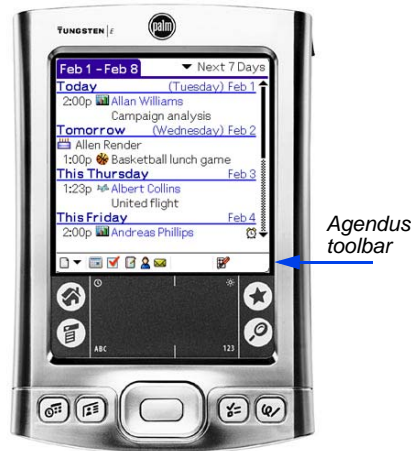 TUNGSTEN | E
palm
Feb 1 - Feb 8
Next 7 Days
Today (Tuesday) Feb 1
2:00p Allan Williams
Campaign analysis
Tomorrow (Wednesday) Feb 2
Allen Render
1:00p Basketball lunch game
This Thursday Feb 3
1:23p Albert Collins
United flight
This Friday Feb 4
2:00p Andreas Phillips
Agendus
toolbar
ABC 123